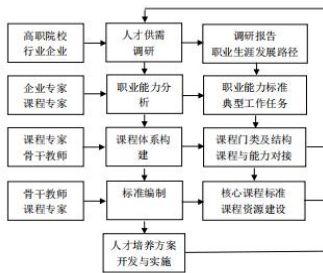 高职院校
行业企业
人才供需
调研
调研报告
职业生涯发展路径
企业专家
课程专家
职业能力分
析
职业能力标准
典型工作任务
课程专家
骨干教师
课程体系构
建
课程门类及结构
课程与能力对接
骨干教师
课程专家
标准编制
核心课程标准
课程资源建设
人才培养方案
开发与实施